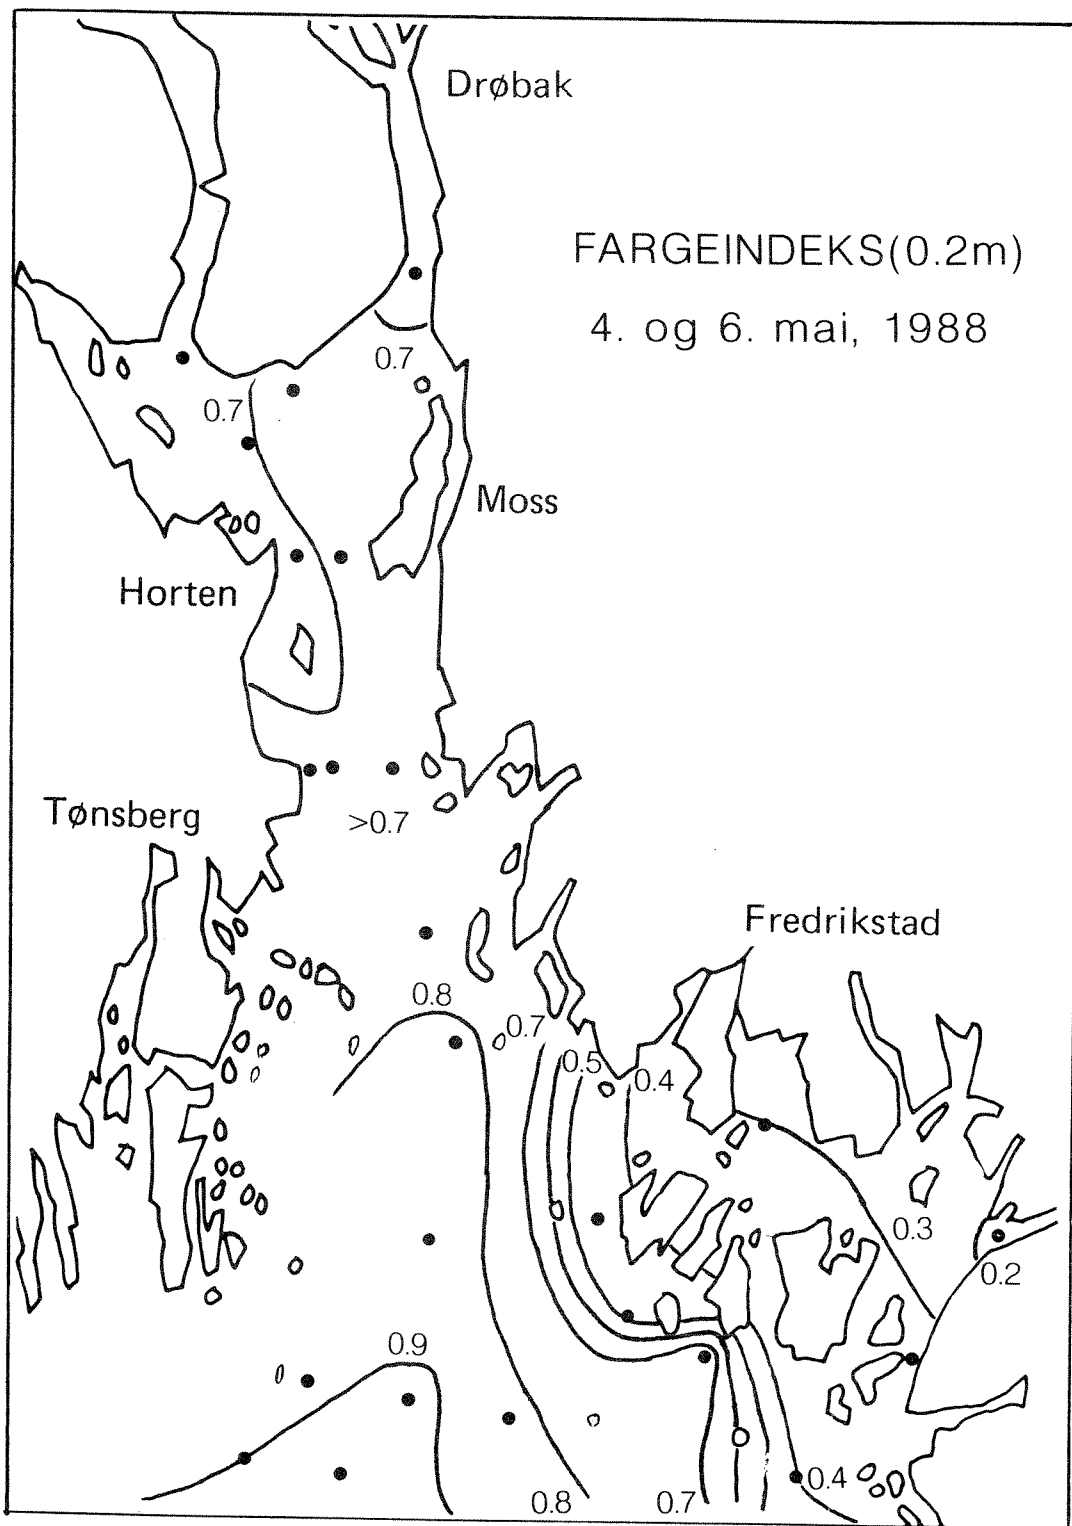 Drøbak
FARGEINDEKS(0.2m)
4. og 6. mai, 1988
0.7
0.7
Moss
Horten
Tønsberg
>0.7
Fredrikstad
0.8
0.7
0.5
0.4
0.3
0.2
0.9
0.4
0.8
0.7